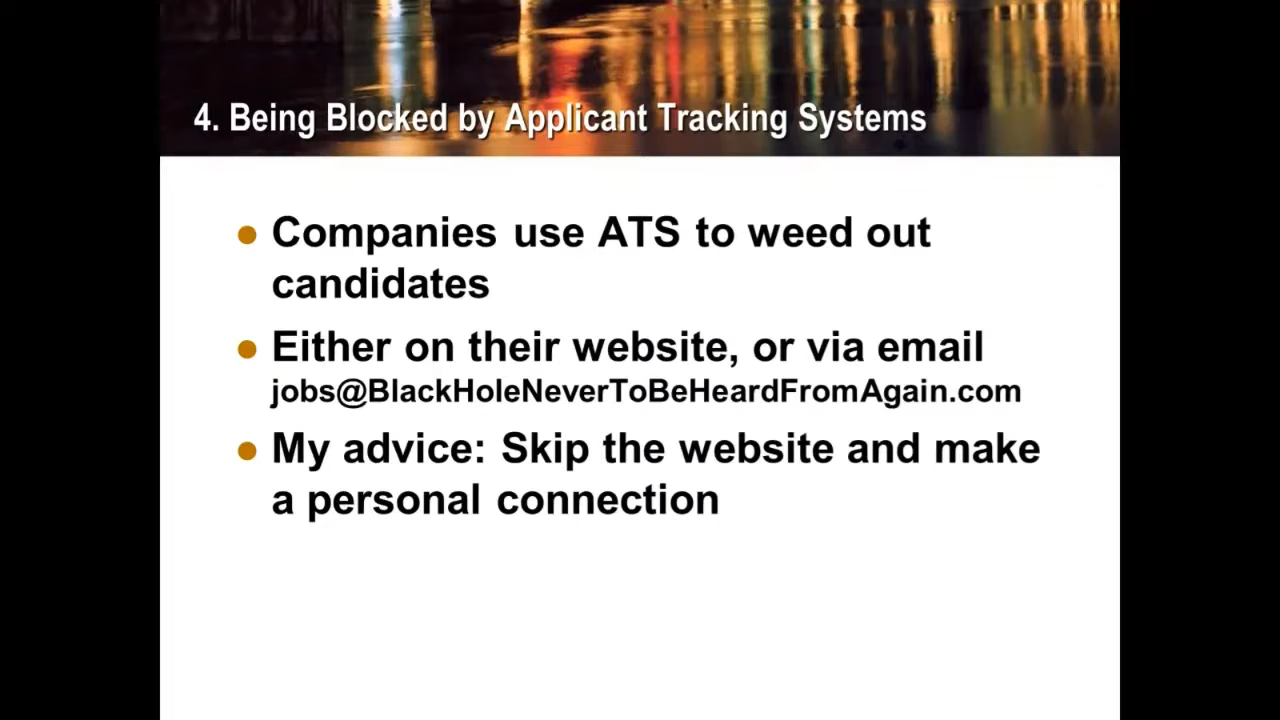 4. Being Blocked by Applicant Tracking Systems
Companies use ATS to weed out
candidates
Either on their website, or via email
jobs@BlackHoleNeverToBeHeardFromAgain.com
My advice: Skip the website and make
a personal connection